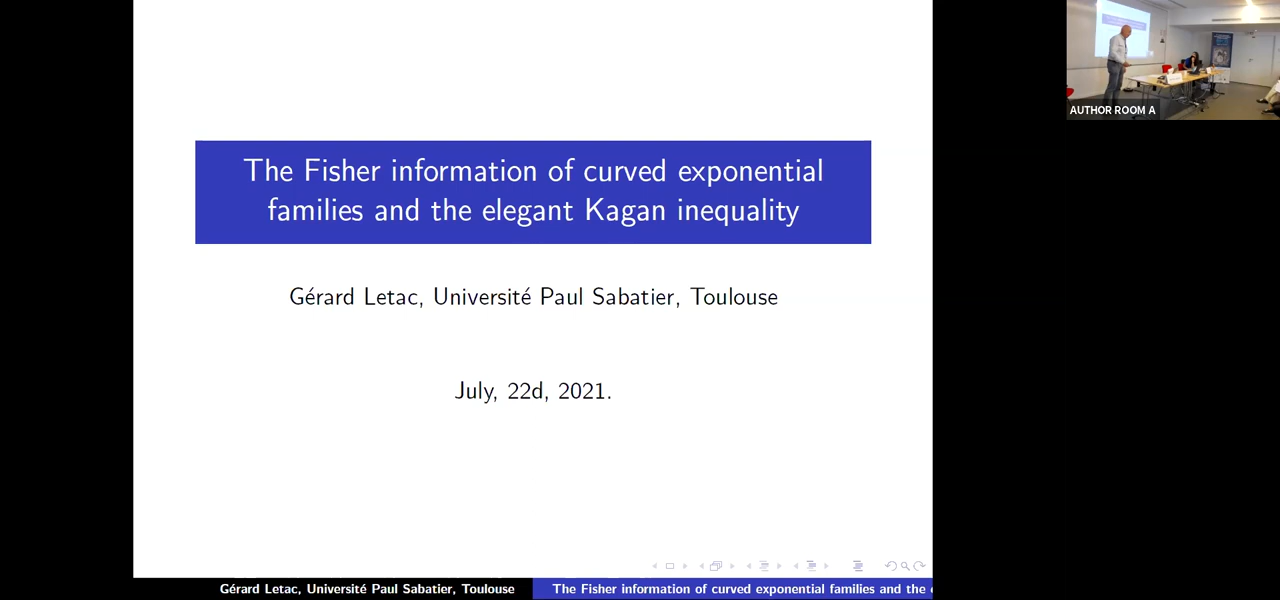 The Fisher information of curved exponential
families and the elegant Kagan inequality
Gérard Letac, Université Paul Sabatier, Toulouse
July, 22d, 2021.
Gérard Letac, Université Paul Sabatier, Toulouse
The Fisher information of curved exponential families and the
AUTHOR ROOM A